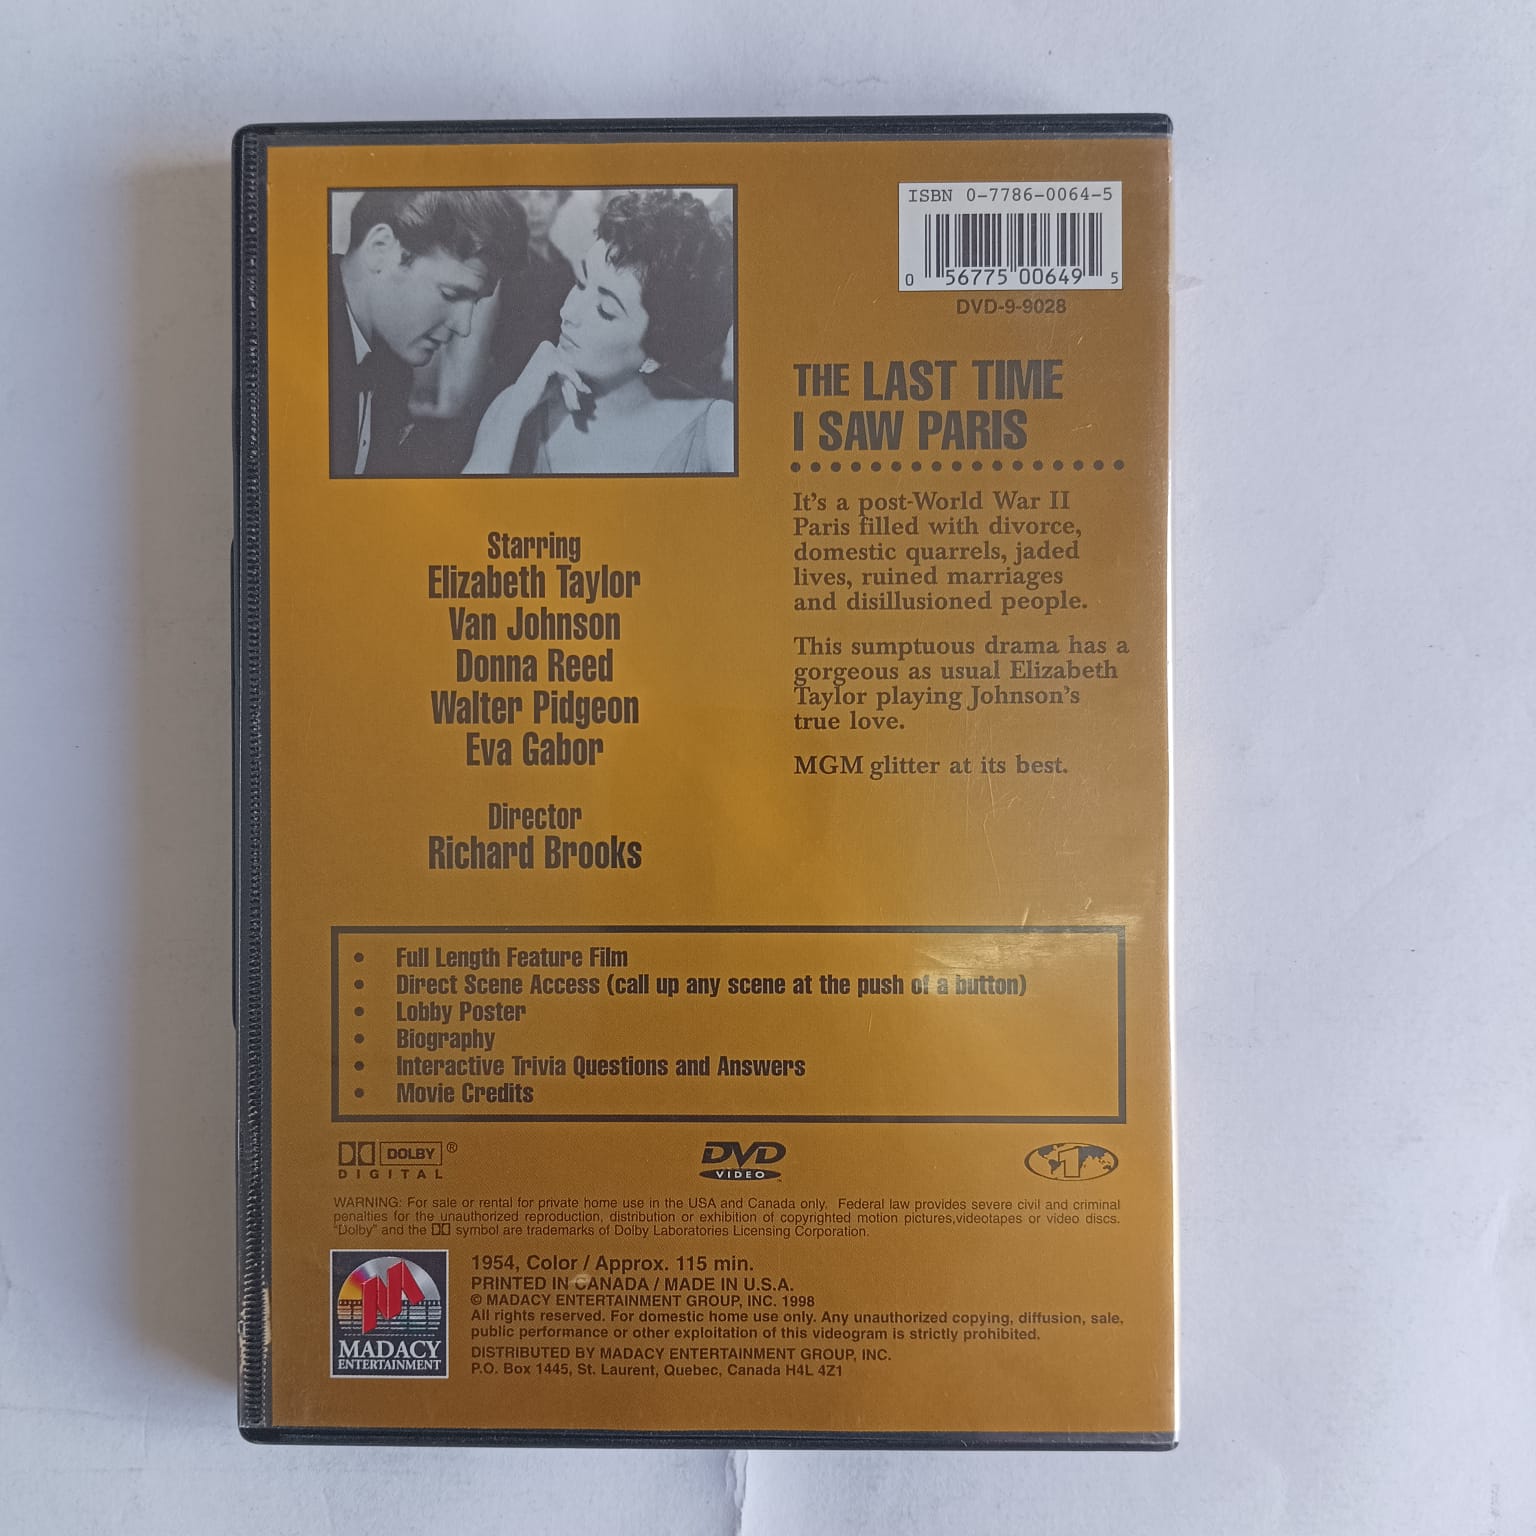 ISBN 0-7786-0064-5
0 56775 00649 5
DVD-9-9028
THE LAST TIME
I SAW PARIS
It's a post-World War II
Paris filled with divorce,
domestic quarrels, jaded
lives, ruined marriages
and disillusioned people.
This sumptuous drama has a
gorgeous as usual Elizabeth
Taylor playing Johnson's
true love.
MGM glitter at its best.
Starring
Elizabeth Taylor
Van Johnson
Donna Reed
Walter Pidgeon
Eva Gabor
Director
Richard Brooks
• Full Length Feature Film
• Direct Scene Access (call up any scene at the push of a button)
• Lobby Poster
• Biography
• Interactive Trivia Questions and Answers
• Movie Credits
DOLBY ®
DIGITAL
DVD
VIDEO
1
WARNING: For sale or rental for private home use in the USA and Canada only. Federal law provides severe civil and criminal
penalties for the unauthorized reproduction, distribution or exhibition of copyrighted motion pictures,videotapes or video discs.
"Dolby" and the symbol are trademarks of Dolby Laboratories Licensing Corporation.
MADACY
ENTERTAINMENT
1954, Color / Approx. 115 min.
PRINTED IN CANADA / MADE IN U.S.A.
© MADACY ENTERTAINMENT GROUP, INC. 1998
All rights reserved. For domestic home use only. Any unauthorized copying, diffusion, sale,
public performance or other exploitation of this videogram is strictly prohibited.
DISTRIBUTED BY MADACY ENTERTAINMENT GROUP, INC.
P.O. Box 1445, St. Laurent, Quebec, Canada H4L 4Z1